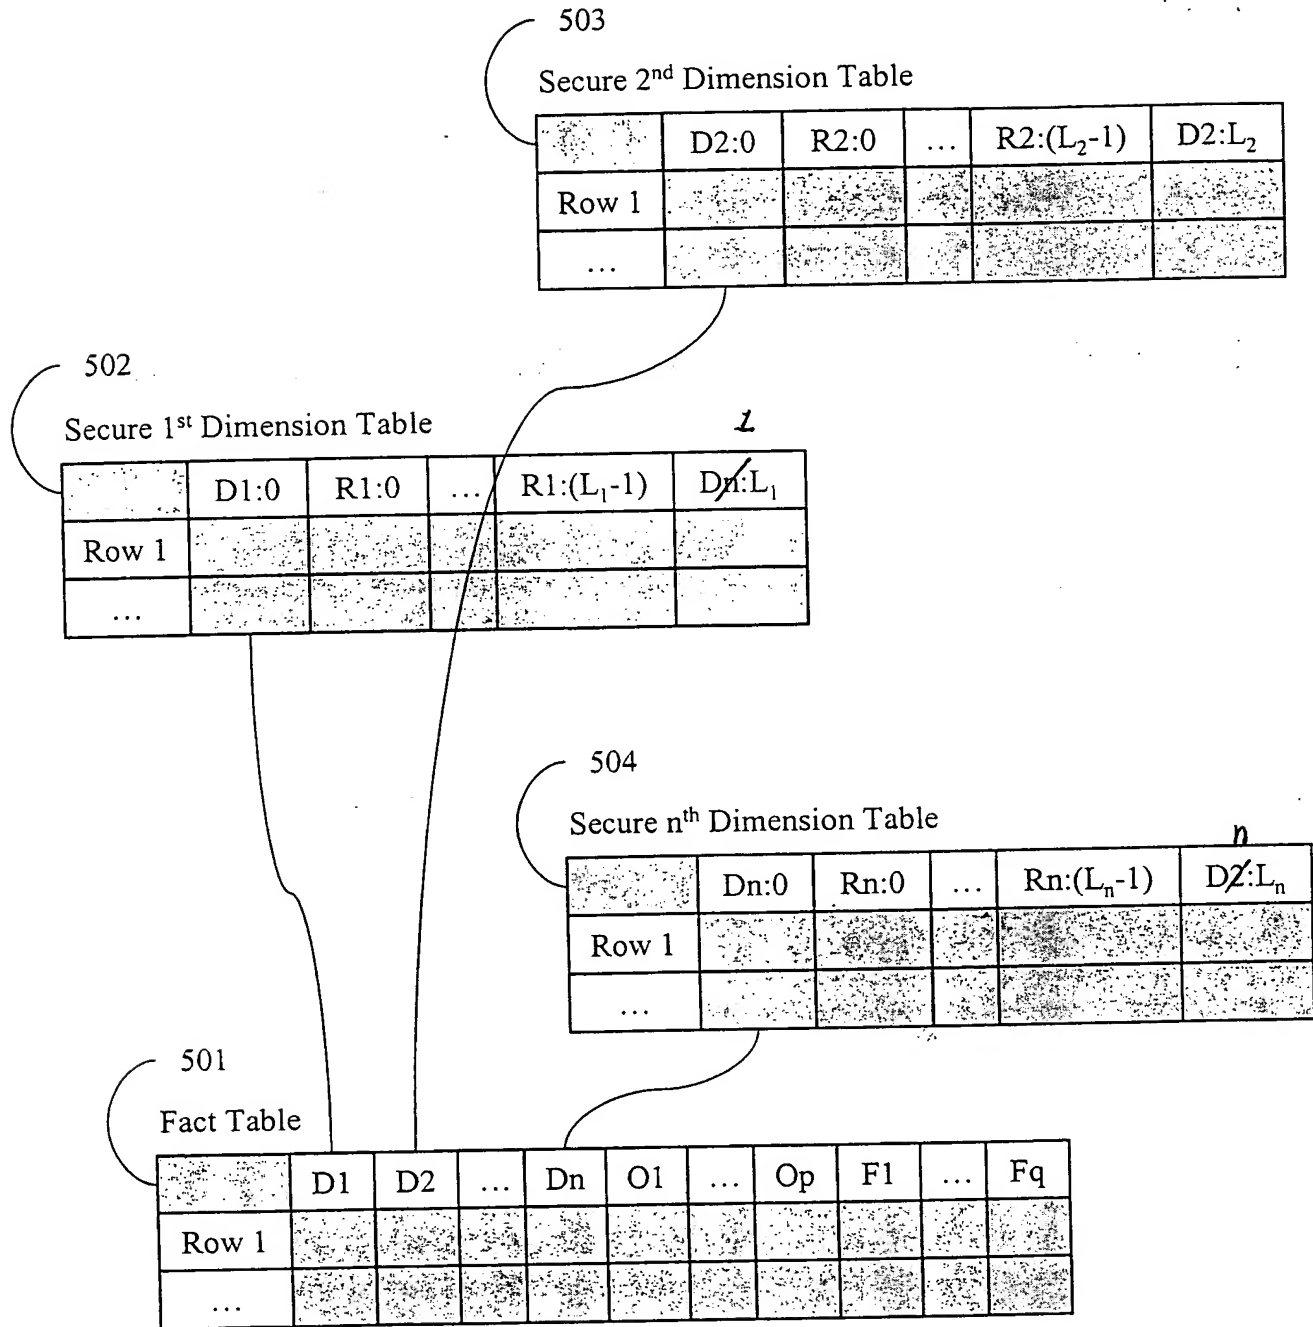 503
Secure 2nd Dimension Table
D2:0 R2:0 ... R2:(L2-1) D2:L2
Row 1
...
502
Secure 1st Dimension Table
1
D1:0 R1:0 ... R1:(L1-1) Dn:L1
Row 1
...
504
Secure nth Dimension Table
n
Dn:0 Rn:0 ... Rn:(Ln-1) D2:Ln
Row 1
...
501
Fact Table
D1 D2 ... Dn O1 ... Op F1 ... Fq
Row 1
...